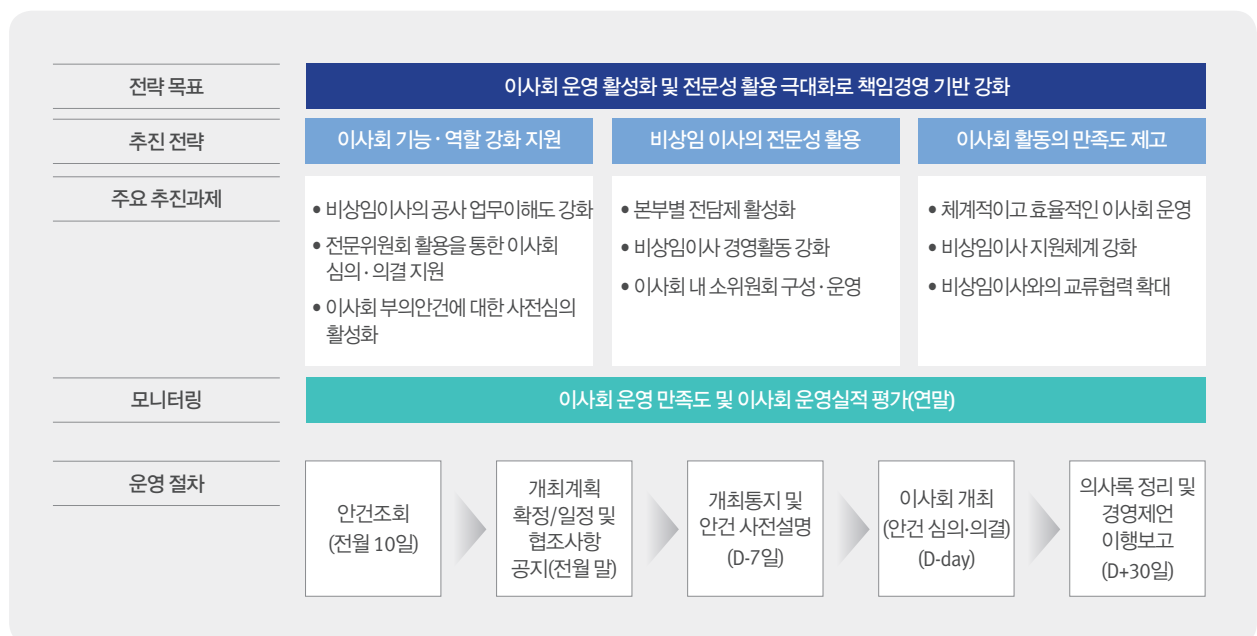 전략 목표
이사회 운영 활성화 및 전문성 활용 극대화로 책임경영 기반 강화
추진 전략
이사회 기능·역할 강화 지원
비상임 이사의 전문성 활용
이사회 활동의 만족도 제고
주요 추진과제
• 비상임이사의 공사 업무이해도 강화
• 전문위원회 활용을 통한 이사회
심의·의결 지원
• 이사회 부의안건에 대한 사전심의
활성화
• 본부별 전담제 활성화
• 비상임이사 경영활동 강화
• 이사회 내 소위원회 구성·운영
• 체계적이고 효율적인 이사회 운영
• 비상임이사 지원체계 강화
• 비상임이사와의 교류협력 확대
모니터링
이사회 운영 만족도 및 이사회 운영실적 평가(연말)
운영 절차
안건조회
(전월 10일)
개최계획
확정/일정 및
협조사항
공지(전월 말)
개최통지 및
안건 사전설명
(D-7일)
이사회 개최
(안건 심의·의결)
(D-day)
의사록 정리 및
경영제언
이행보고
(D+30일)